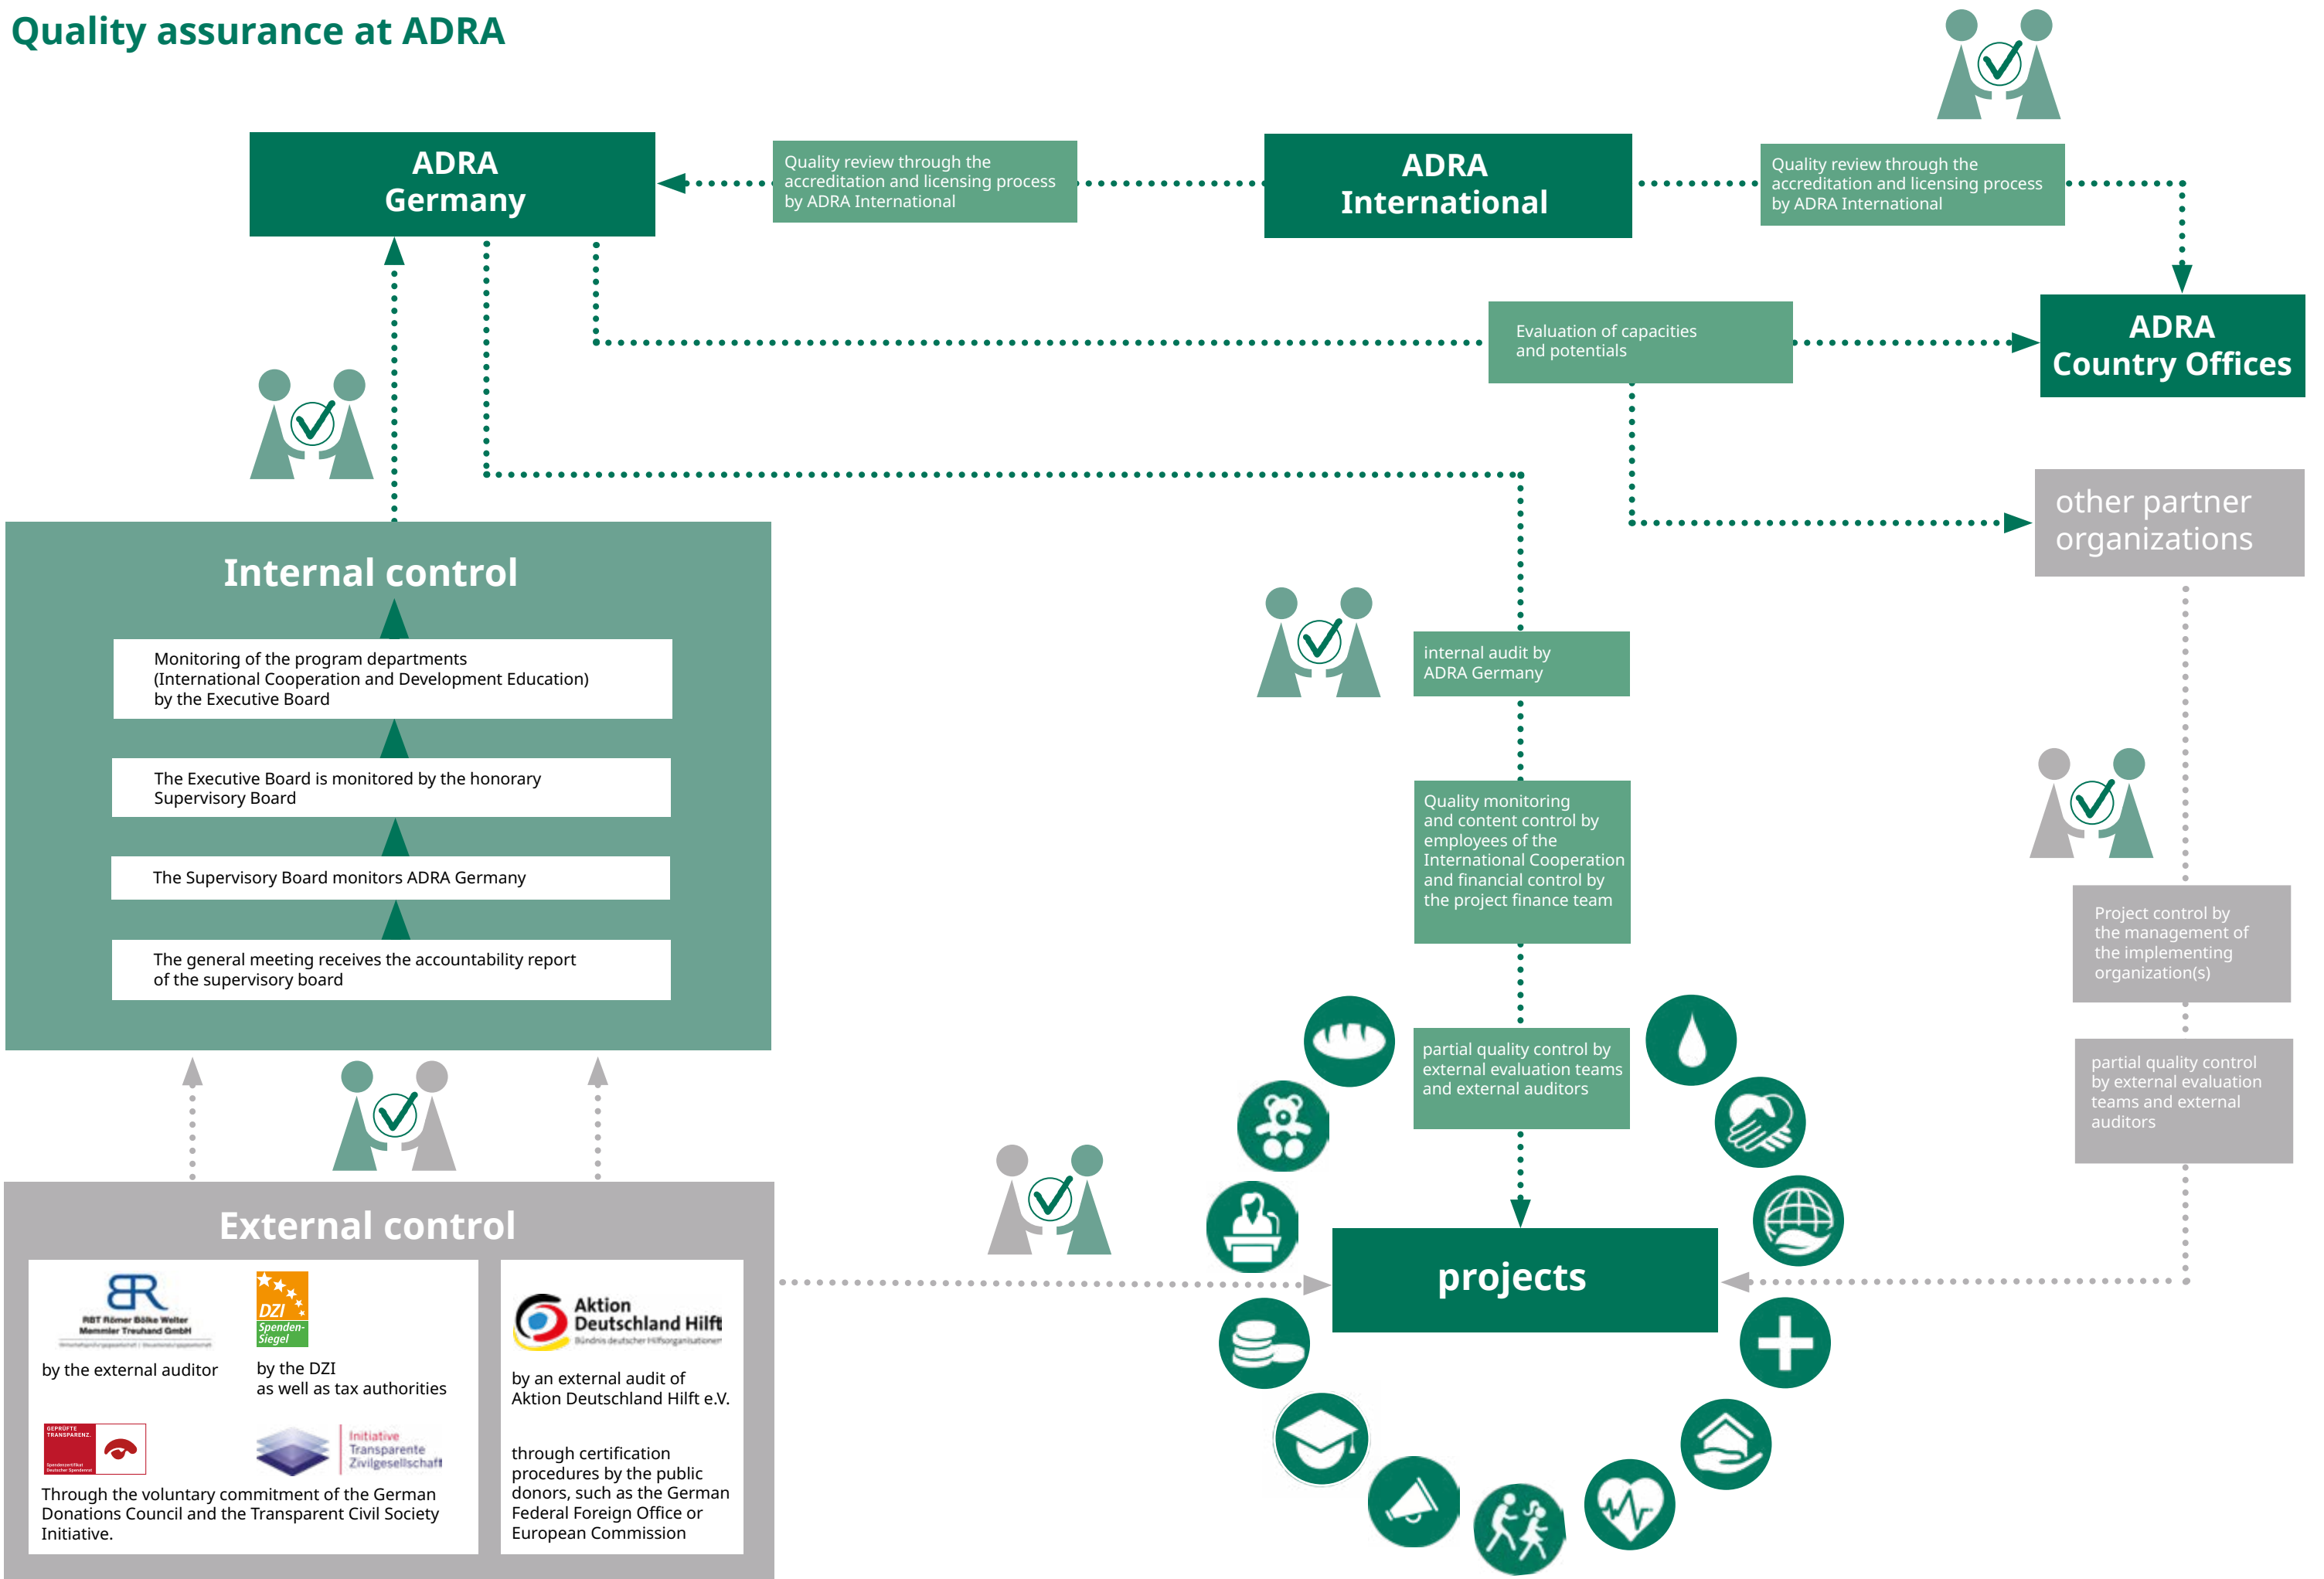 Quality assurance at ADRA
ADRA
Germany
Quality review through the
accreditation and licensing process
by ADRA International
ADRA
International
Quality review through the
accreditation and licensing process
by ADRA International
Evaluation of capacities
and potentials
ADRA
Country Offices
other partner
organizations
Internal control
Monitoring of the program departments
(International Cooperation and Development Education)
by the Executive Board
The Executive Board is monitored by the honorary
Supervisory Board
The Supervisory Board monitors ADRA Germany
The general meeting receives the accountability report
of the supervisory board
internal audit by
ADRA Germany
Quality monitoring
and content control by
employees of the
International Cooperation
and financial control by
the project finance team
partial quality control by
external evaluation teams
and external auditors
Project control by
the management of
the implementing
organization(s)
partial quality control
by external evaluation
teams and external
auditors
projects
External control
BR
RBT Römer Bölke Welter
Memmler Treuhand GmbH
by the external auditor
DZI
Spenden-
Siegel
by the DZI
as well as tax authorities
GEPRÜFTE
TRANSPARENZ.
Spendenzertifikat
Deutscher Spendenrat
Initiative
Transparente
Zivilgesellschaft
Through the voluntary commitment of the German
Donations Council and the Transparent Civil Society
Initiative.
Aktion
Deutschland Hilft
Bündnis deutscher Hilfsorganisationen
by an external audit of
Aktion Deutschland Hilft e.V.
through certification
procedures by the public
donors, such as the German
Federal Foreign Office or
European Commission